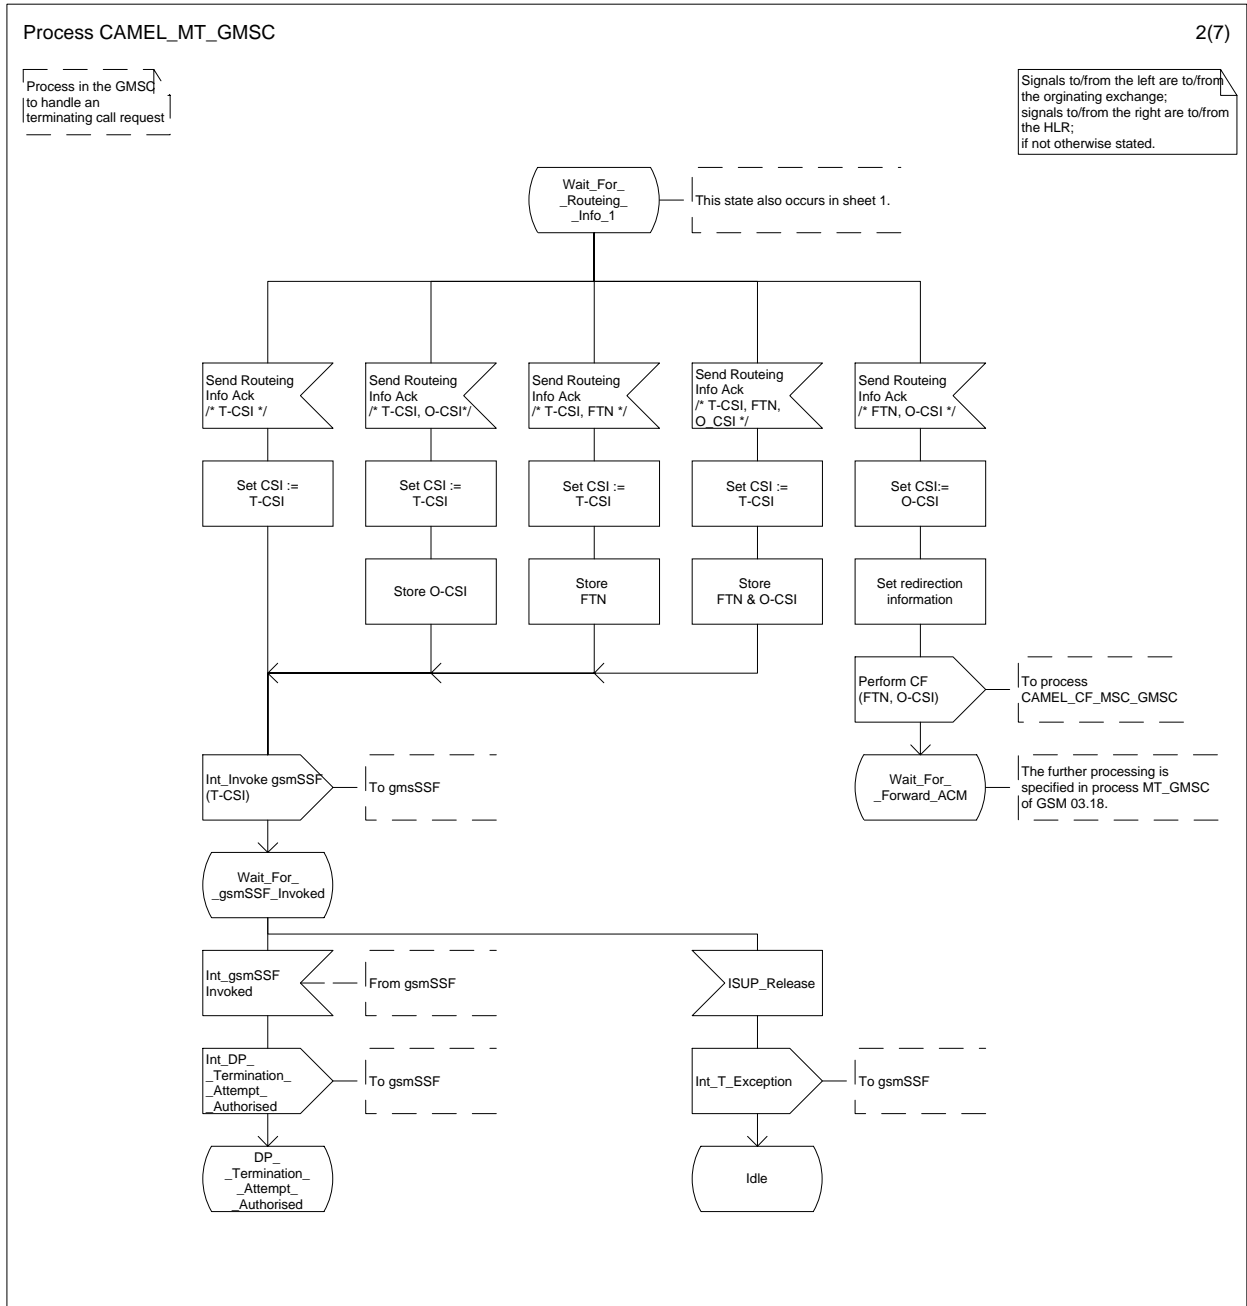 Process CAMEL_MT_GMSC
2(7)
Process in the GMSC
to handle an
terminating call request
Signals to/from the left are to/from
the orginating exchange;
signals to/from the right are to/from
the HLR;
if not otherwise stated.
Wait_For_
_Routeing_
_Info_1
This state also occurs in sheet 1.
Send Routeing
Info Ack
/* T-CSI */
Send Routeing
Info Ack
/* T-CSI, O-CSI*/
Send Routeing
Info Ack
/* T-CSI, FTN */
Send Routeing
Info Ack
/* T-CSI, FTN,
O_CSI */
Send Routeing
Info Ack
/* FTN, O-CSI */
Set CSI :=
T-CSI
Set CSI :=
T-CSI
Set CSI :=
T-CSI
Set CSI :=
T-CSI
Set CSI:=
O-CSI
Store O-CSI
Store
FTN
Store
FTN & O-CSI
Set redirection
information
Perform CF
(FTN, O-CSI)
To process
CAMEL_CF_MSC_GMSC
Int_Invoke gsmSSF
(T-CSI)
To gmsSSF
Wait_For_
_Forward_ACM
The further processing is
specified in process MT_GMSC
of GSM 03.18.
Wait_For_
_gsmSSF_Invoked
Int_gsmSSF
Invoked
From gsmSSF
ISUP_Release
Int_DP_
_Termination_
_Attempt_
_Authorised
To gsmSSF
Int_T_Exception
To gsmSSF
DP_
_Termination_
_Attempt_
_Authorised
Idle